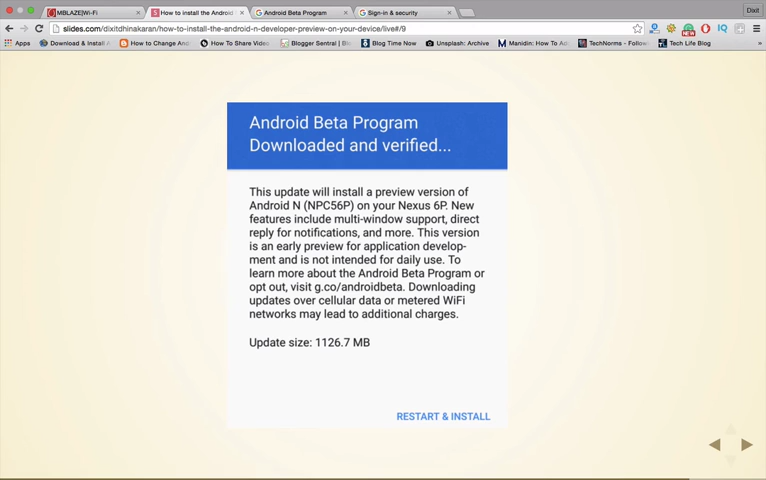 MBLAZE|Wi-Fi
How to install the Android
Android Beta Program
Sign-in & security
Dixit
slides.com/dixitdhinakaran/how-to-install-the-android-n-developer-preview-on-your-device/live#/9
Apps
Download & Install A
How to Change And
How To Share Video
Blogger Sentral | Bl
Blog Time Now
Unsplash: Archive
Manidin: How To Ad
TechNorms - For Mo
Tech Life Blog
Android Beta Program
Downloaded and verified...
This update will install a preview version of
Android N (NPC56P) on your Nexus 6P. New
features include multi-window support, direct
reply for notifications, and more. This version
is an early preview for application develop-
ment and is not intended for daily use. To
learn more about the Android Beta Program or
opt out, visit g.co/androidbeta. Downloading
updates over cellular data or metered WiFi
networks may lead to additional charges.
Update size: 1126.7 MB
RESTART & INSTALL